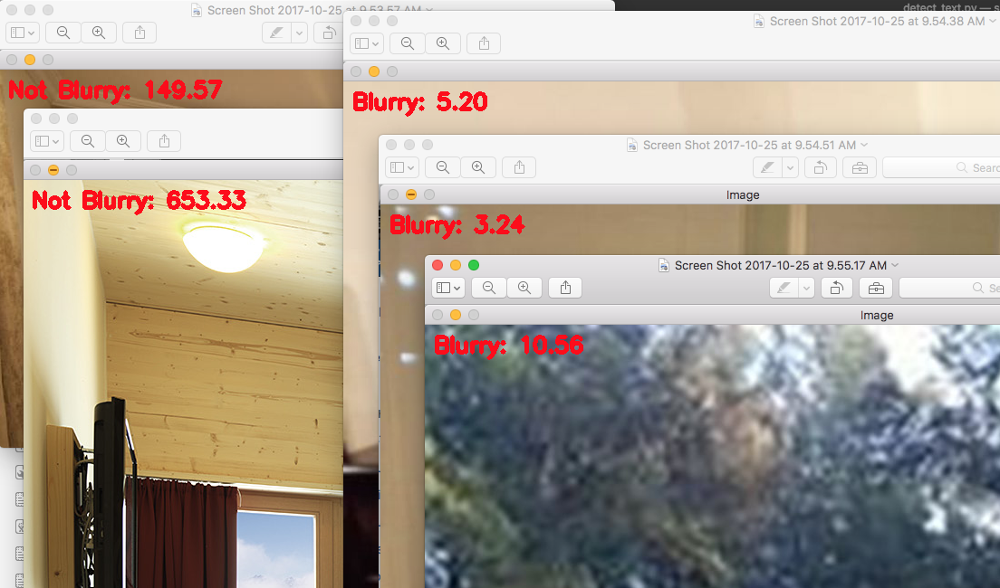 detect_text.py — s
Screen Shot 2017-10-25 at 9.53.57 AM
Screen Shot 2017-10-25 at 9.54.38 AM
Not Blurry: 149.57
Blurry: 5.20
Screen Shot 2017-10-25 at 9.54.51 AM
Searc
Not Blurry: 653.33
Image
Blurry: 3.24
Screen Shot 2017-10-25 at 9.55.17 AM
Se
Image
Blurry: 10.56